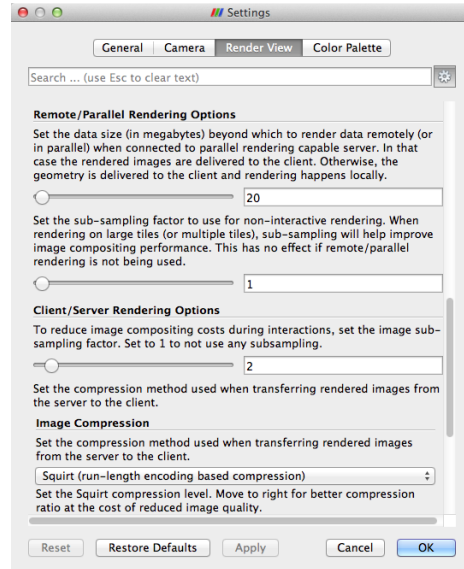 Settings
General Camera Render View Color Palette
Search ... (use Esc to clear text)
Remote/Parallel Rendering Options
Set the data size (in megabytes) beyond which to render data remotely (or
in parallel) when connected to parallel rendering capable server. In that
case the rendered images are delivered to the client. Otherwise, the
geometry is delivered to the client and rendering happens locally.
20
Set the sub-sampling factor to use for non-interactive rendering. When
rendering on large tiles (or multiple tiles), sub-sampling will help improve
image compositing performance. This has no effect if remote/parallel
rendering is not being used.
1
Client/Server Rendering Options
To reduce image compositing costs during interactions, set the image sub-
sampling factor. Set to 1 to not use any subsampling.
2
Set the compression method used when transferring rendered images from
the server to the client.
Image Compression
Set the compression method used when transferring rendered images
from the server to the client.
Squirt (run-length encoding based compression)
Set the Squirt compression level. Move to right for better compression
ratio at the cost of reduced image quality.
Reset Restore Defaults Apply Cancel OK